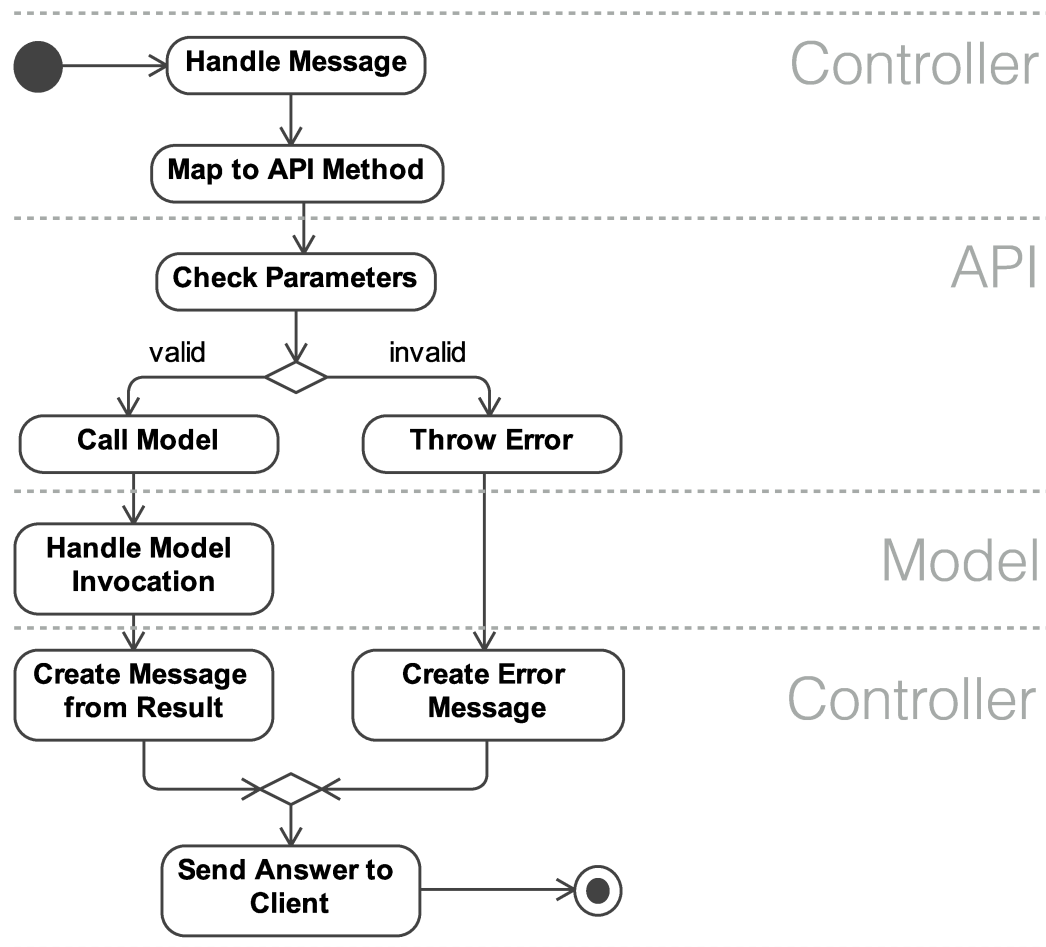 Handle Message
Controller
Map to API Method
API
Check Parameters
valid
invalid
Call Model
Throw Error
Handle Model
Invocation
Model
Create Message
from Result
Create Error
Message
Controller
Send Answer to
Client